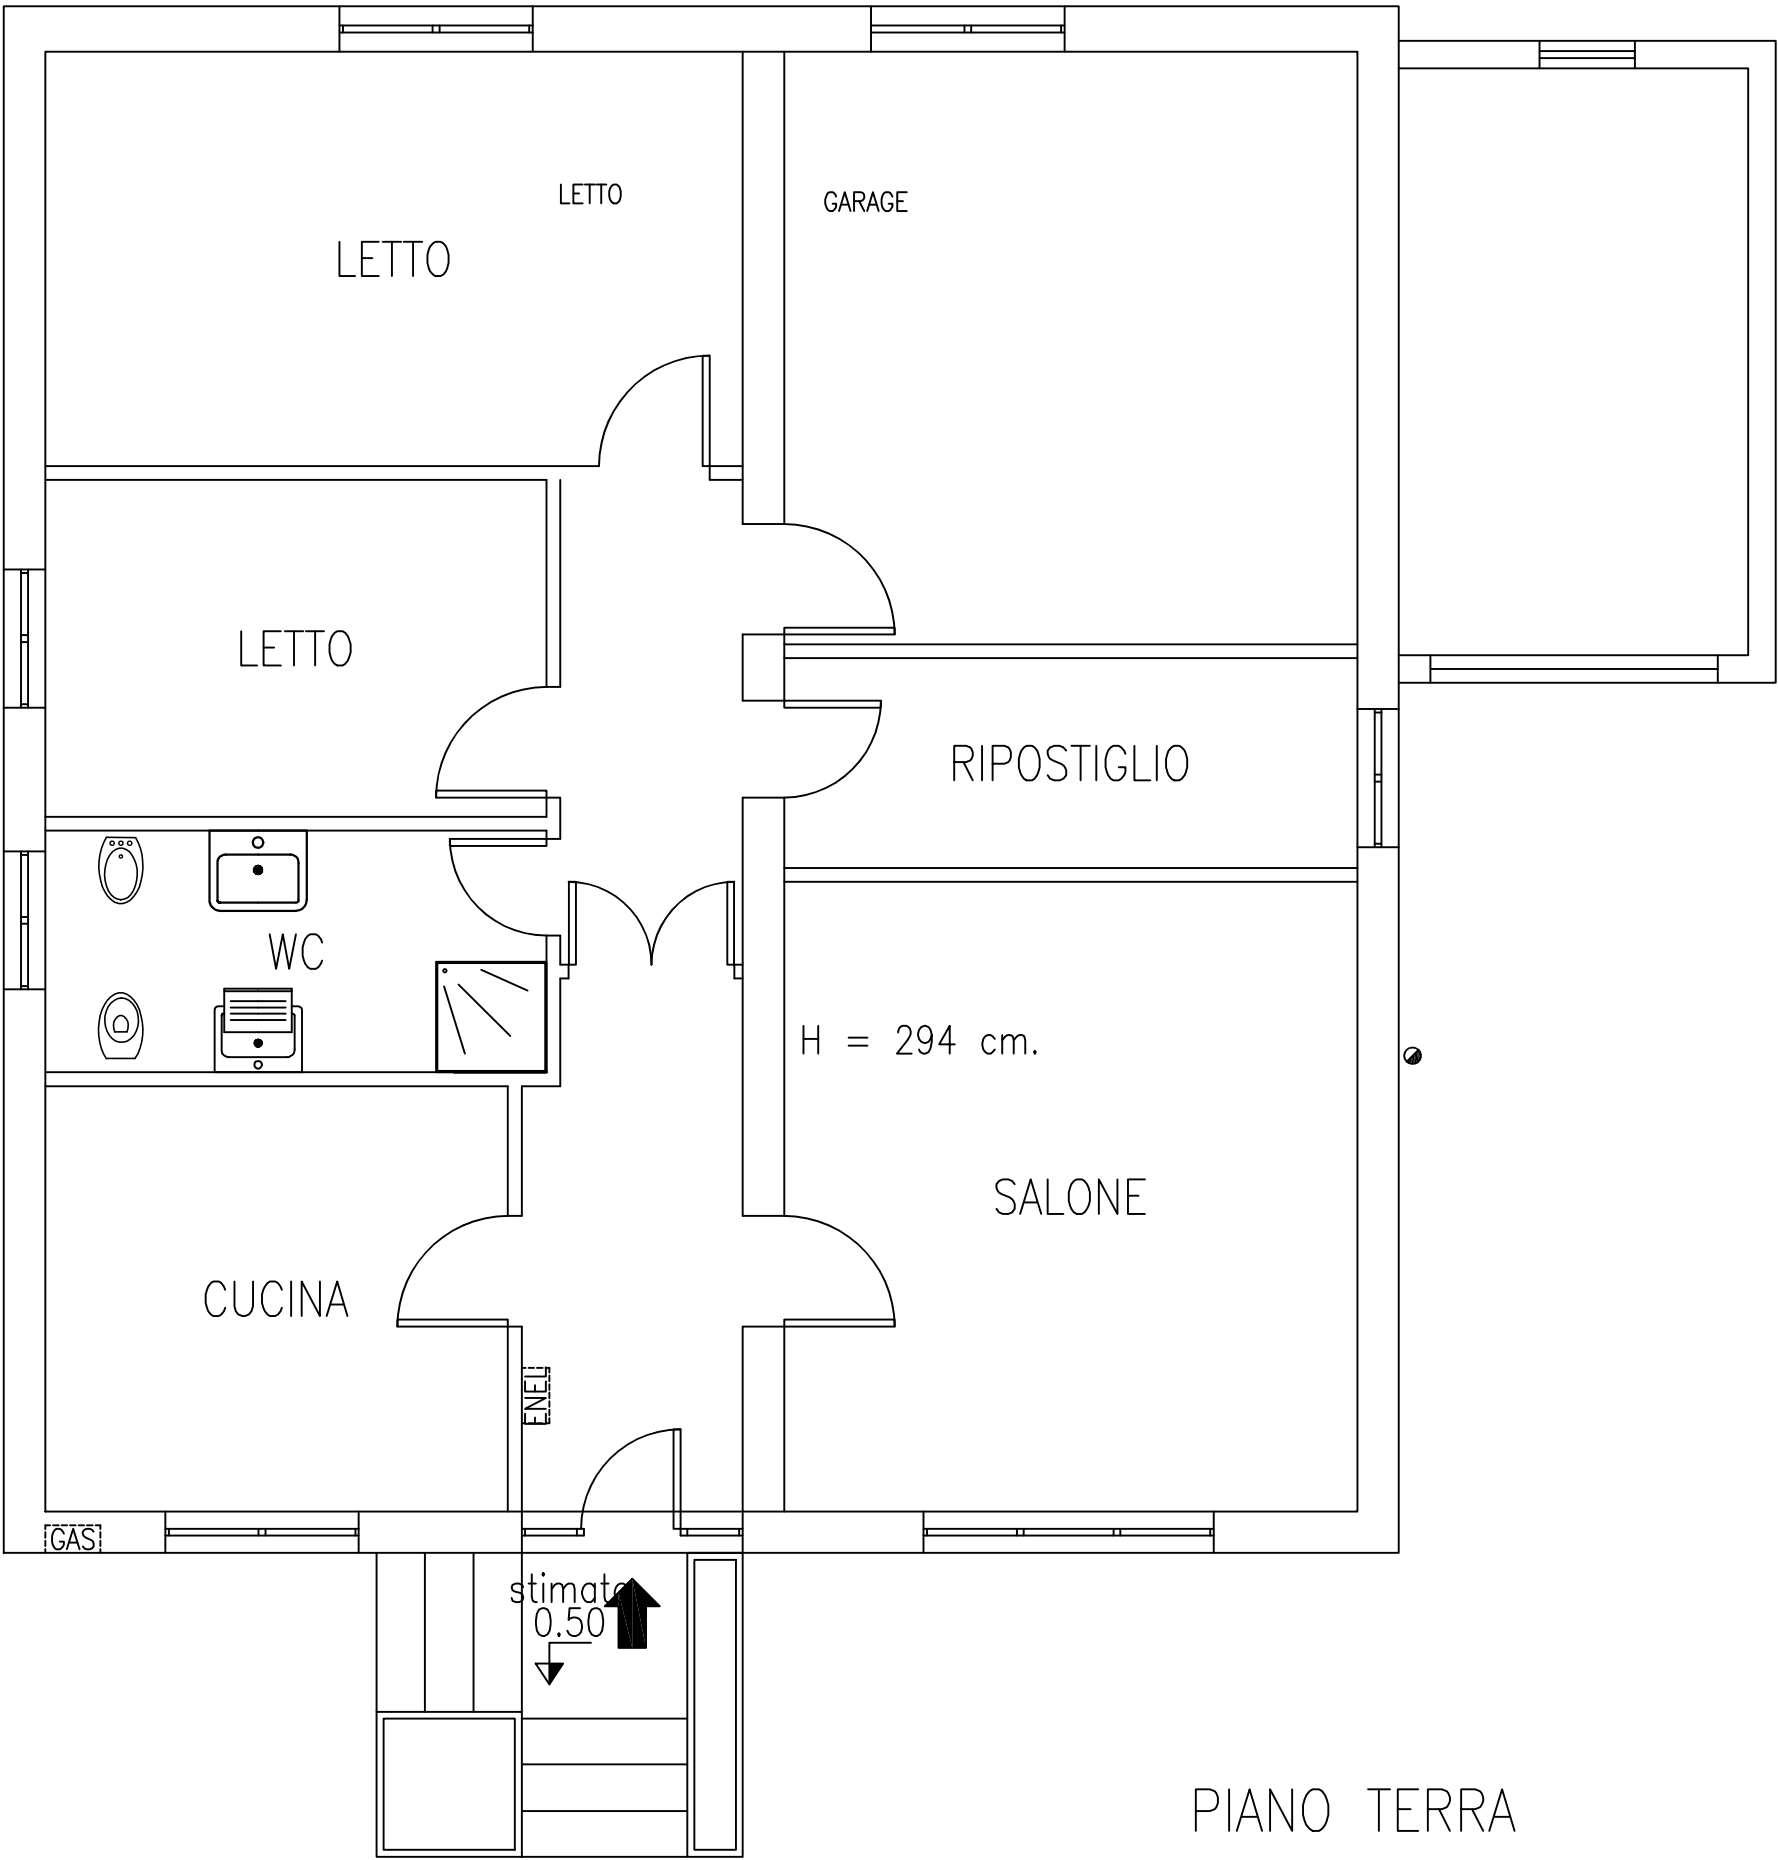 LETTO
GARAGE
LETTO
LETTO
RIPOSTIGLIO
WC
H = 294 cm.
SALONE
CUCINA
ENEL
GAS
0.50
PIANO TERRA